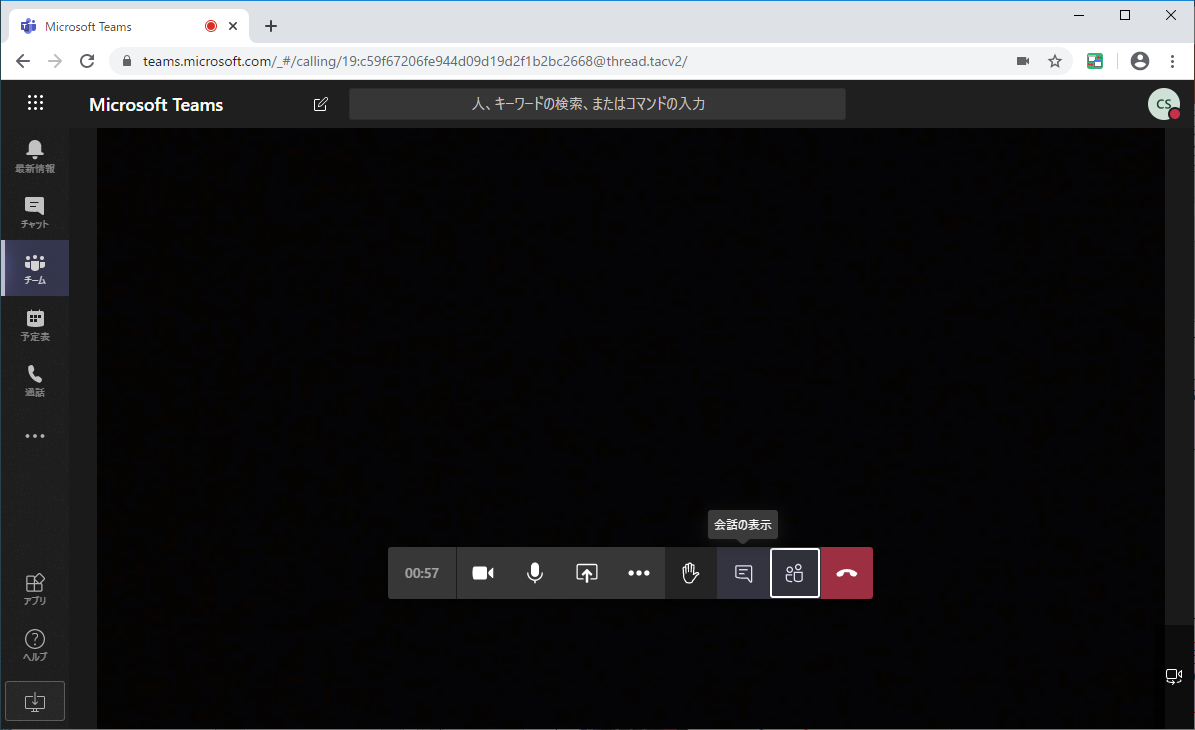 Microsoft Teams
teams.microsoft.com/_#/calling/19:c59f67206fe944d09d19d2f1b2bc2668@thread.tacv2/
Microsoft Teams
人、キーワードの検索、またはコマンドの入力
CS
最新情報
チャット
チーム
予定表
通話
アプリ
ヘルプ
会話の表示
00:57